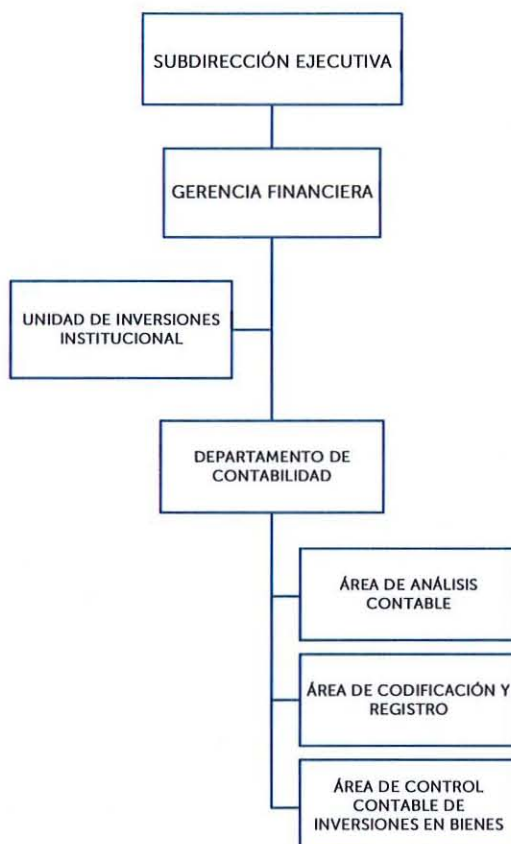 SUBDIRECCIÓN EJECUTIVA
GERENCIA FINANCIERA
UNIDAD DE INVERSIONES
INSTITUCIONAL
DEPARTAMENTO DE
CONTABILIDAD
ÁREA DE ANÁLISIS
CONTABLE
ÁREA DE CODIFICACIÓN Y
REGISTRO
ÁREA DE CONTROL
CONTABLE DE
INVERSIONES EN BIENES